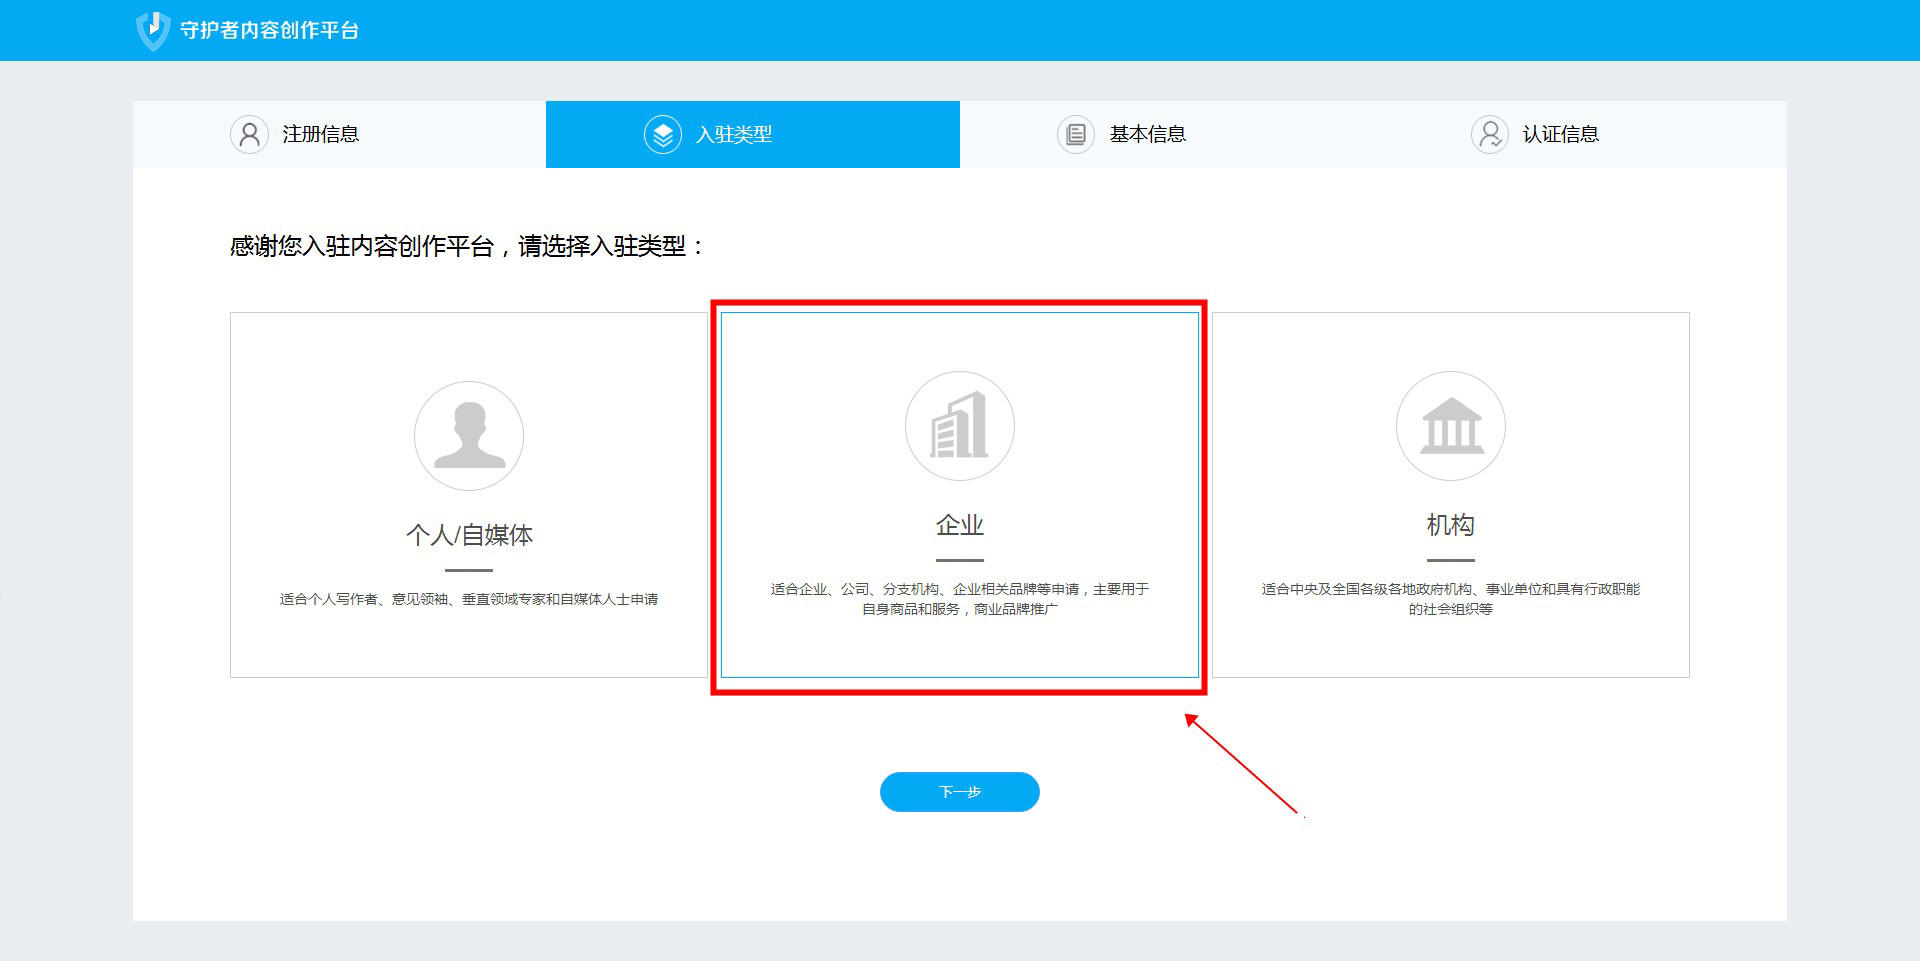 守护者内容创作平台
注册信息
入驻类型
基本信息
认证信息
感谢您入驻内容创作平台，请选择入驻类型：
个人/自媒体
适合个人写作者、意见领袖、垂直领域专家和自媒体人士申请
企业
适合企业、公司、分支机构、企业相关品牌等申请，主要用于
自身商品和服务，商业品牌推广
机构
适合中央及全国各级各地政府机构、事业单位和具有行政职能
的社会组织等
下一步